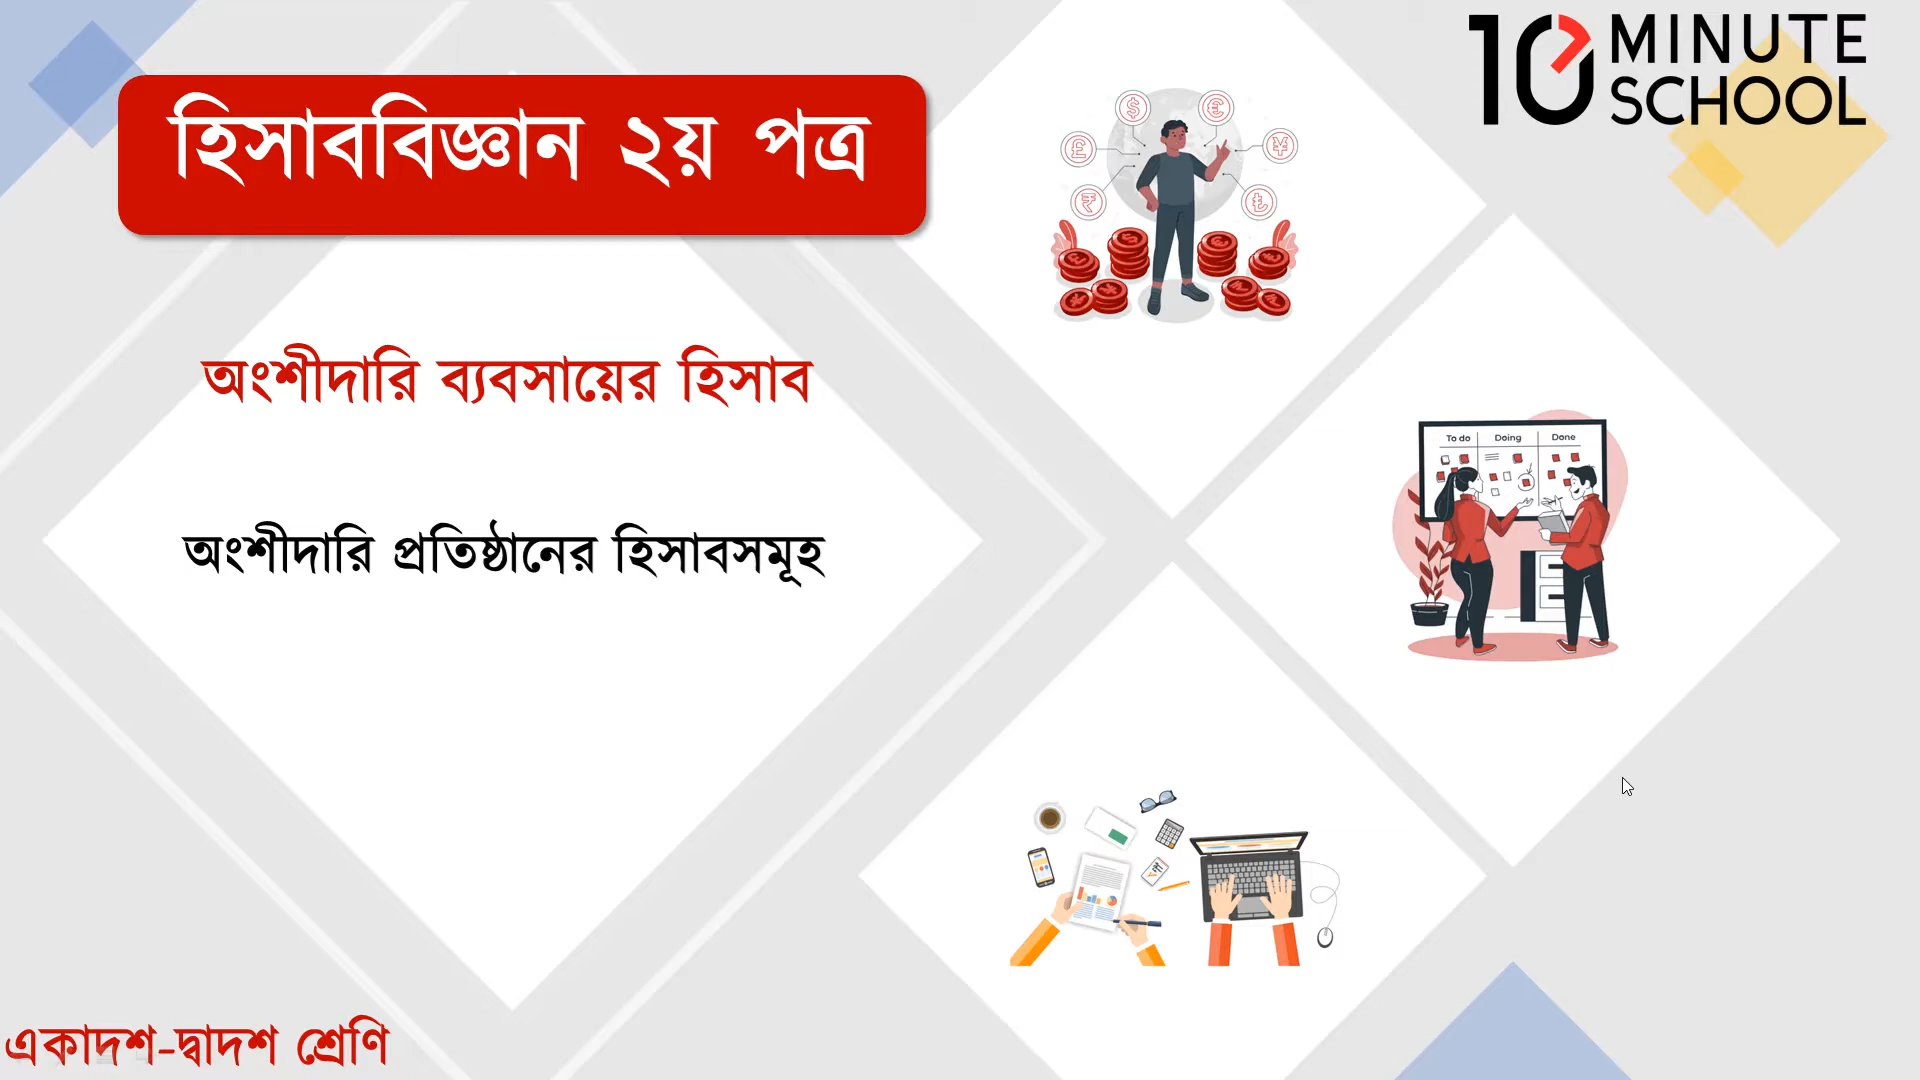 10 MINUTE
SCHOOL
হিসাববিজ্ঞান ২য় পত্র
অংশীদারি ব্যবসায়ের হিসাব
অংশীদারি প্রতিষ্ঠানের হিসাবসমূহ
To do Doing Done
একাদশ-দ্বাদশ শ্রেণি